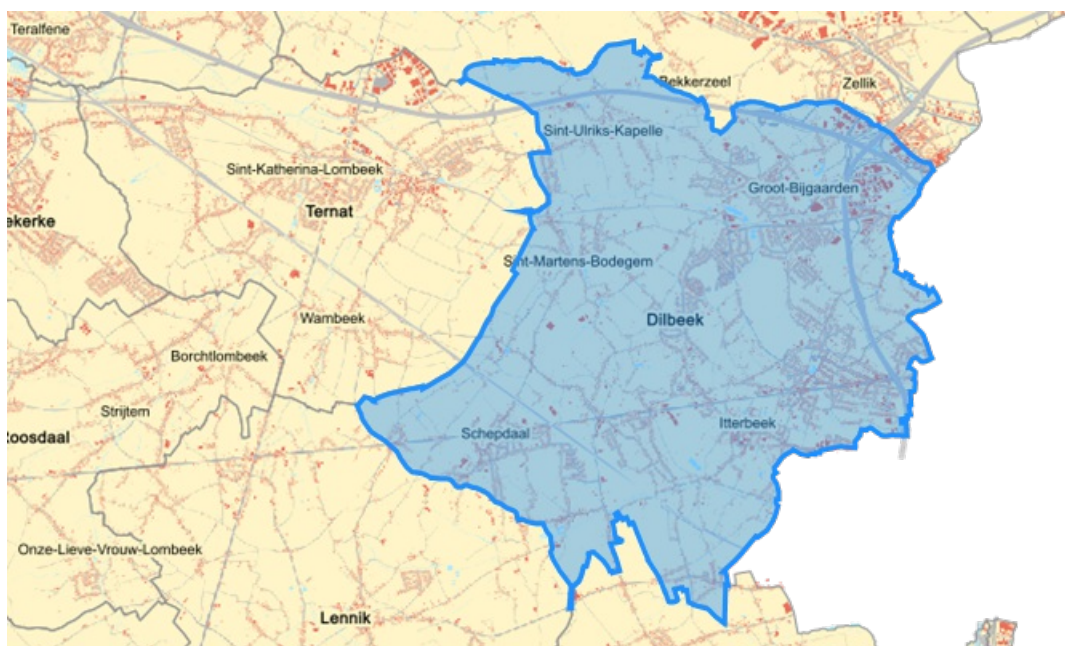 Teralfene
Bekkerzeel
Zellik
Sint-Ulriks-Kapelle
Sint-Katherina-Lombeek
Groot-Bijgaarden
Ternat
ekerke
Sint-Martens-Bodegem
Wambeek
Dilbeek
Borchtlombeek
Strijtem
Itterbeek
Schepdaal
Roosdaal
Onze-Lieve-Vrouw-Lombeek
Lennik